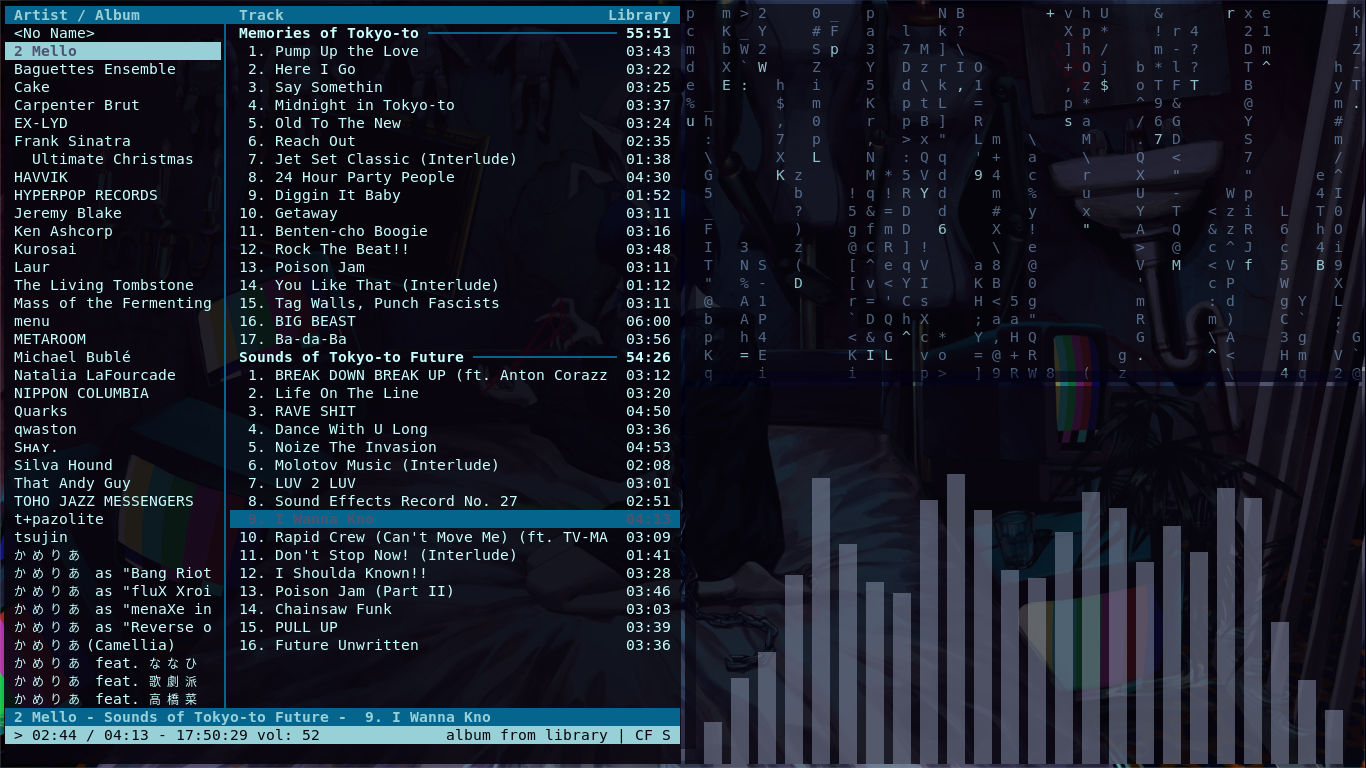 Artist / Album
<No Name>
2 Mello
Baguettes Ensemble
Cake
Carpenter Brut
EX-LYD
Frank Sinatra
Ultimate Christmas
HAVVIK
HYPERPOP RECORDS
Jeremy Blake
Ken Ashcorp
Kurosai
Laur
The Living Tombstone
Mass of the Fermenting
menu
METAROOM
Michael Bublé
Natalia LaFourcade
NIPPON COLUMBIA
Quarks
qwaston
Sʜᴀʏ.
Silva Hound
That Andy Guy
TOHO JAZZ MESSENGERS
t+pazolite
tsujin
かめりあ
かめりあ as "Bang Riot
かめりあ as "fluX Xroi
かめりあ as "menaXe in
かめりあ as "Reverse o
かめりあ(Camellia)
かめりあ feat. ななひ
かめりあ feat. 歌劇派
かめりあ feat. 高橋菜
Track Library
Memories of Tokyo-to 55:51
1. Pump Up the Love 03:43
2. Here I Go 03:22
3. Say Somethin 03:25
4. Midnight in Tokyo-to 03:37
5. Old To The New 03:24
6. Reach Out 02:35
7. Jet Set Classic (Interlude) 01:38
8. 24 Hour Party People 04:30
9. Diggin It Baby 01:52
10. Getaway 03:11
11. Benten-cho Boogie 03:16
12. Rock The Beat!! 03:48
13. Poison Jam 03:11
14. You Like That (Interlude) 01:12
15. Tag Walls, Punch Fascists 03:11
16. BIG BEAST 06:00
17. Ba-da-Ba 03:56
Sounds of Tokyo-to Future 54:26
1. BREAK DOWN BREAK UP (ft. Anton Corazz 03:12
2. Life On The Line 03:20
3. RAVE SHIT 04:50
4. Dance With U Long 03:36
5. Noize The Invasion 04:53
6. Molotov Music (Interlude) 02:08
7. LUV 2 LUV 03:01
8. Sound Effects Record No. 27 02:51
9. I Wanna Kno 04:13
10. Rapid Crew (Can't Move Me) (ft. TV-MA 03:09
11. Don't Stop Now! (Interlude) 01:41
12. I Shoulda Known!! 03:28
13. Poison Jam (Part II) 03:46
14. Chainsaw Funk 03:03
15. PULL UP 03:39
16. Future Unwritten 03:36
2 Mello - Sounds of Tokyo-to Future -  9. I Wanna Kno
> 02:44 / 04:13 - 17:50:29 vol: 52 album from library | CF S